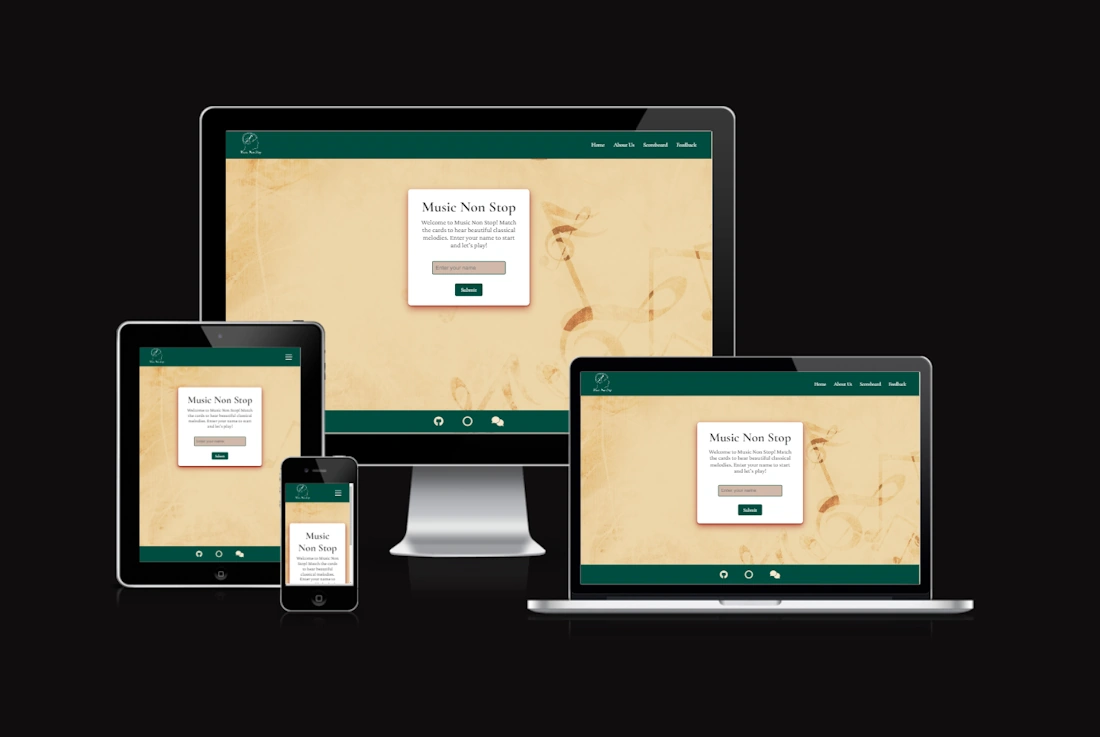 Music Non Stop
Home About Us Scoreboard Feedback
Music Non Stop
Welcome to Music Non Stop! Match
the cards to hear beautiful classical
melodies. Enter your name to start
and let's play!
Enter your name
Submit
Music Non Stop
Music Non Stop
Welcome to Music Non Stop! Match
the cards to hear beautiful classical
melodies. Enter your name to start
and let's play!
Enter your name
Submit
Music Non Stop
Music
Non Stop
Welcome to Music Non
Stop! Match the cards
to hear beautiful
classical melodies.
Enter your name to
Music Non Stop
Home About Us Scoreboard Feedback
Music Non Stop
Welcome to Music Non Stop! Match
the cards to hear beautiful classical
melodies. Enter your name to start
and let's play!
Enter your name
Submit